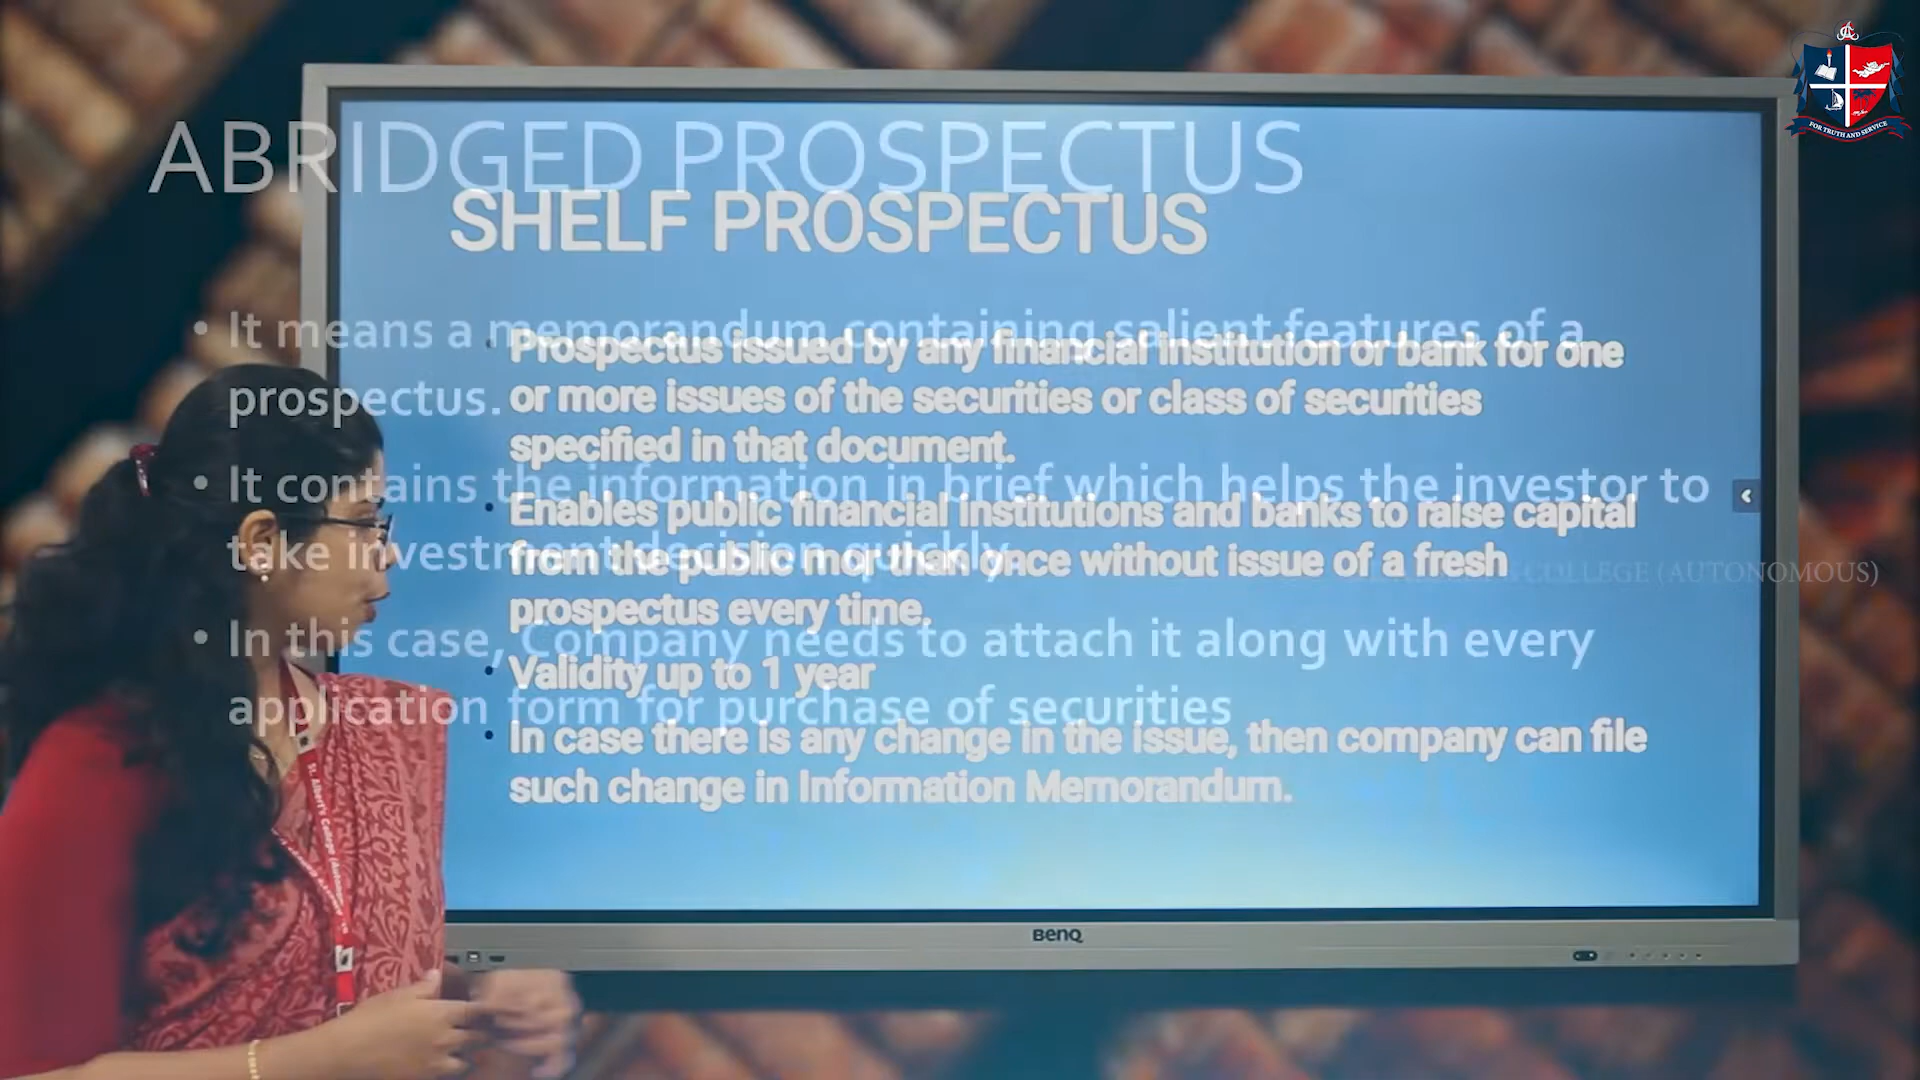 ABRIDGED PROSPECTUS
• It means a memorandum containing salient features of a
prospectus.
• It contains the information in brief which helps the investor to
take investment decision quickly.
• In this case, Company needs to attach it along with every
application form for purchase of securities
SHELF PROSPECTUS
• Prospectus issued by any financial institution or bank for one
or more issues of the securities or class of securities
specified in that document.
• Enables public financial institutions and banks to raise capital
from the public mor than once without issue of a fresh
prospectus every time.
• Validity up to 1 year
• In case there is any change in the issue, then company can file
such change in Information Memorandum.
COLLEGE (AUTONOMOUS)
BenQ
FOR TRUTH AND SERVICE
St. Albert's College (Autonomous)